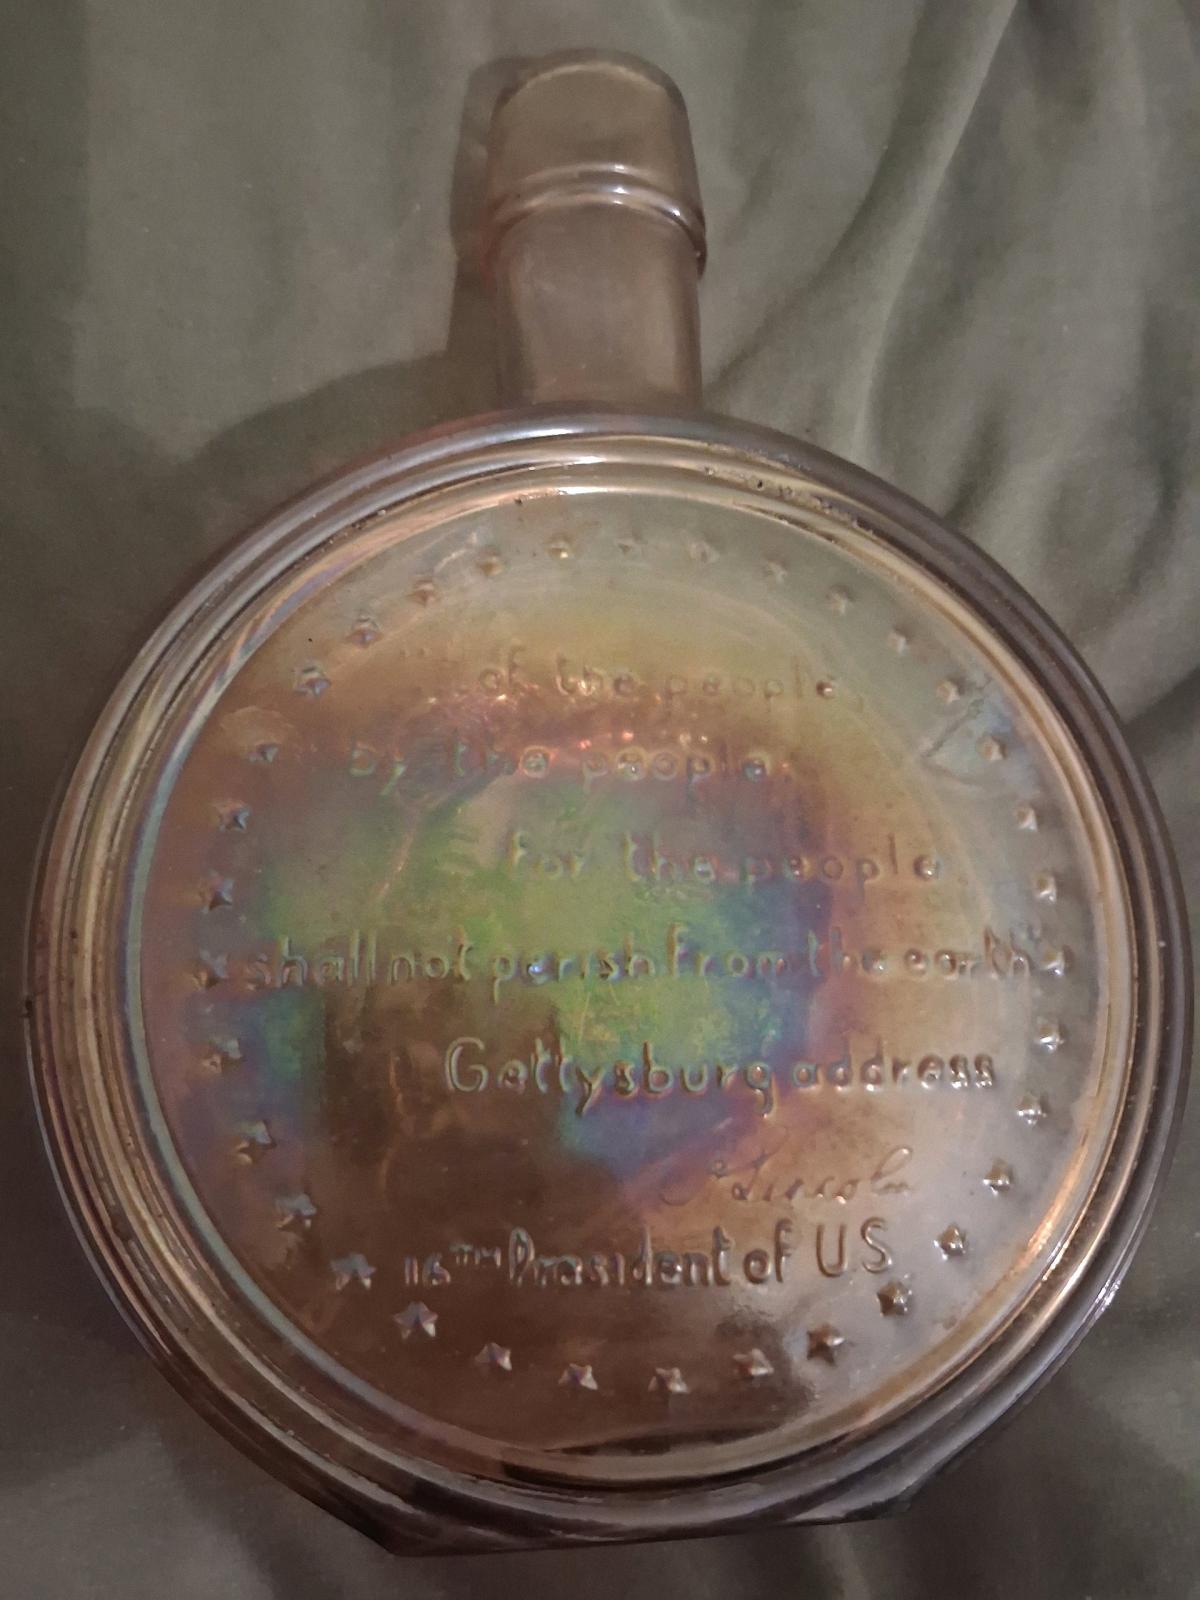 "...of the people,
by the people,
for the people,
shall not perish from the earth"
Gettysburg address
A Lincoln
16TH President of US